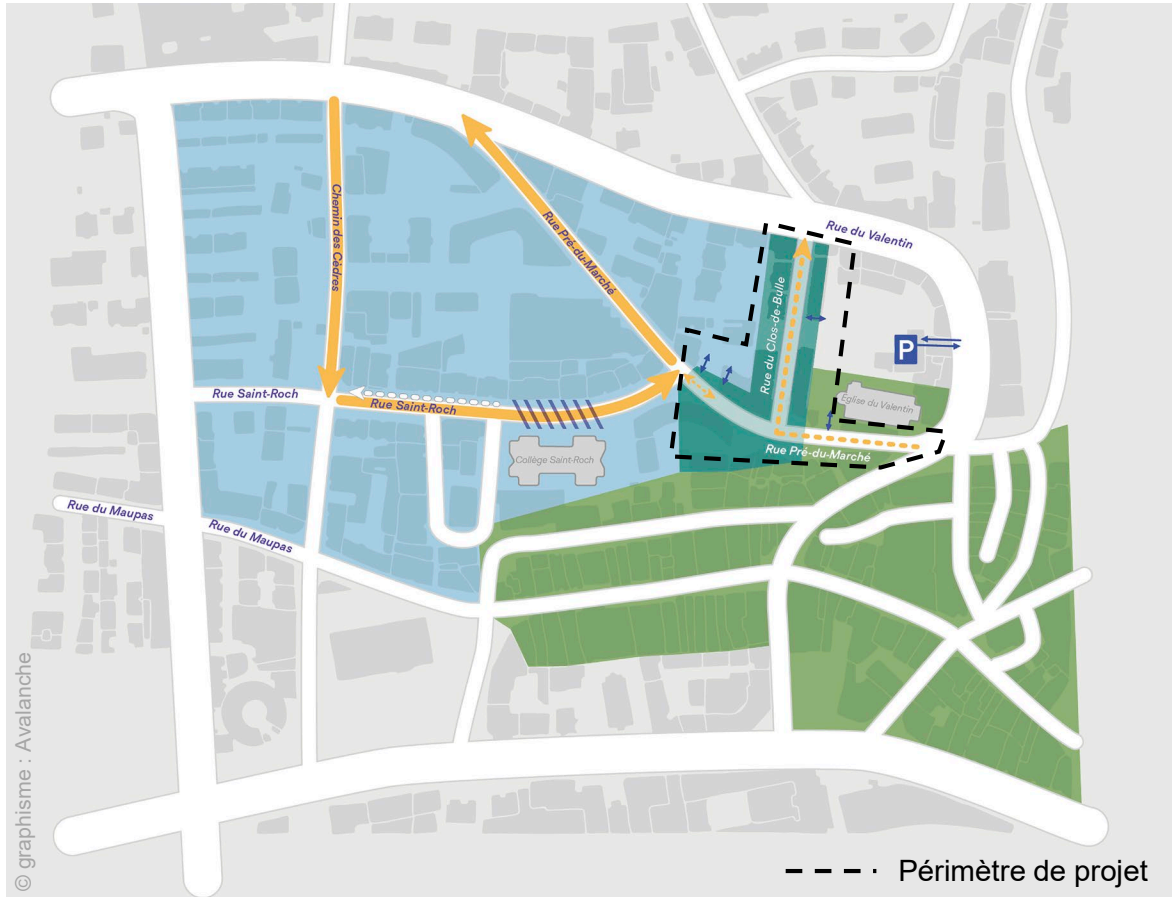 Rue du Valentin
Chemin des Cèdres
Rue Pré-du-Marché
Rue du Clos-de-Bulle
P
Rue Saint-Roch
Rue Saint-Roch
Eglise du Valentin
Rue Pré-du-Marché
Collège Saint-Roch
Rue du Maupas
Rue du Maupas
© graphisme : Avalanche
Périmètre de projet